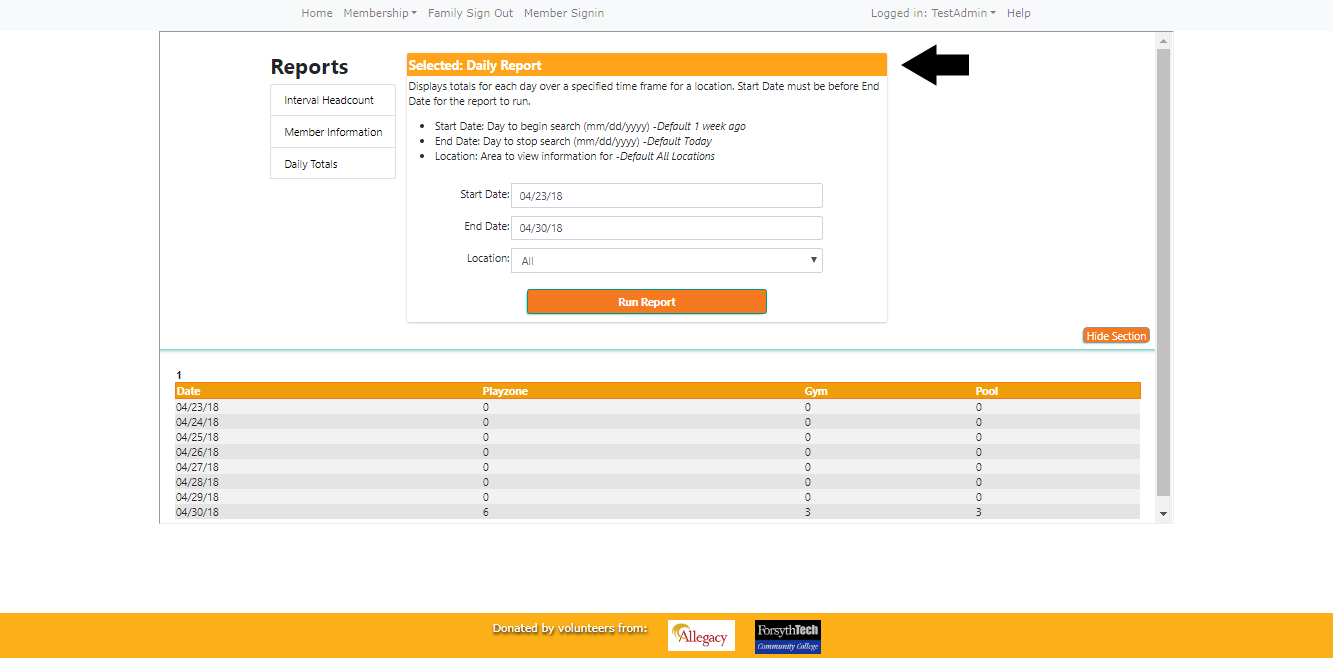 Home Membership Family Sign Out Member Signin Logged in: TestAdmin Help
Reports
Interval Headcount
Member Information
Daily Totals
Selected: Daily Report
Displays totals for each day over a specified time frame for a location. Start Date must be before End
Date for the report to run.
• Start Date: Day to begin search (mm/dd/yyyy) -Default 1 week ago
• End Date: Day to stop search (mm/dd/yyyy) -Default Today
• Location: Area to view information for -Default All Locations
Start Date: 04/23/18
End Date: 04/30/18
Location: All
Run Report
Hide Section
1
Date Playzone Gym Pool
04/23/18 0 0 0
04/24/18 0 0 0
04/25/18 0 0 0
04/26/18 0 0 0
04/27/18 0 0 0
04/28/18 0 0 0
04/29/18 0 0 0
04/30/18 6 3 3
Donated by volunteers from: Allegacy ForsythTech
Community College